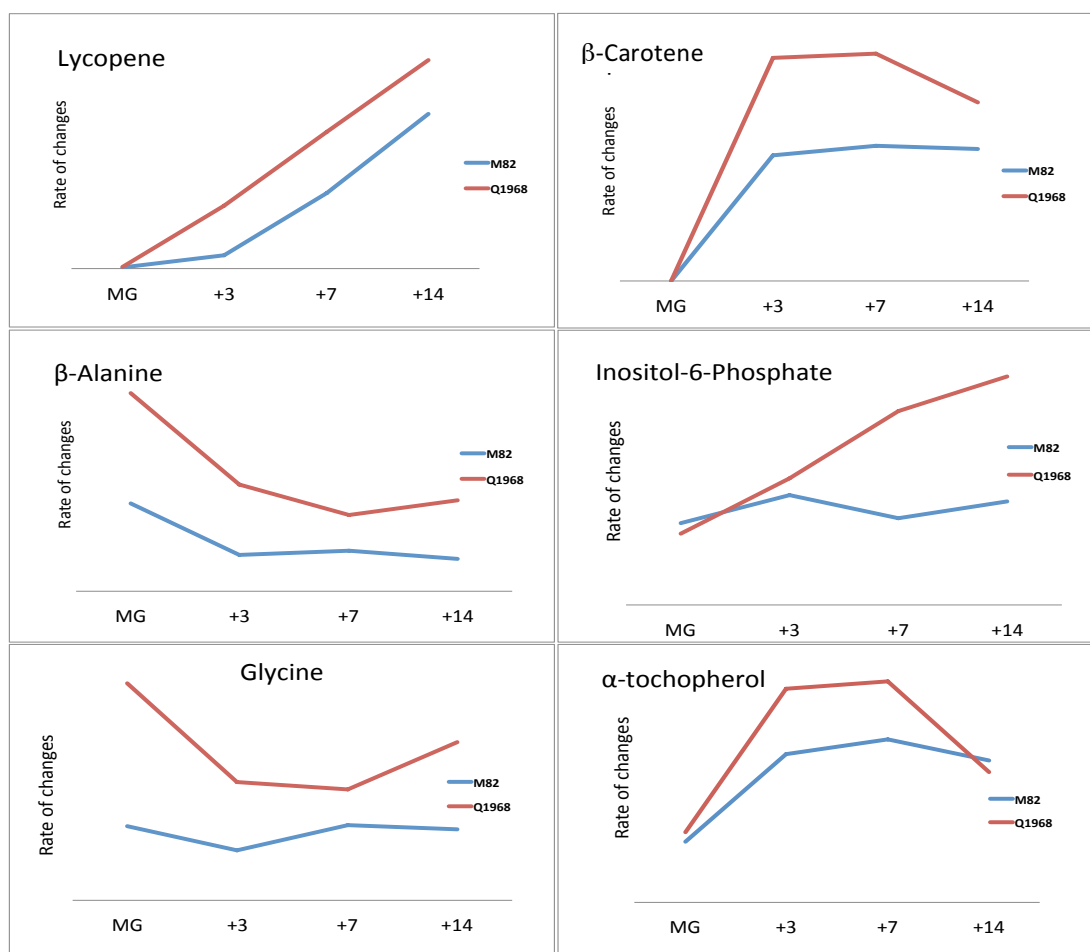 Lycopene
Rate of changes
M82
Q1968
MG +3 +7 +14
β-Carotene
Rate of changes
M82
Q1968
MG +3 +7 +14
β-Alanine
Rate of changes
M82
Q1968
MG +3 +7 +14
Inositol-6-Phosphate
Rate of changes
M82
Q1968
MG +3 +7 +14
Glycine
Rate of changes
M82
Q1968
MG +3 +7 +14
α-tochopherol
Rate of changes
M82
Q1968
MG +3 +7 +14